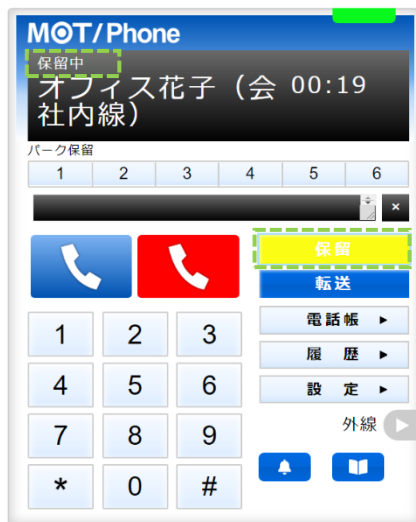 MOT/Phone
保留中
オフィス花子（会 00:19
社内線）
パーク保留
1 2 3 4 5 6
×
保留
転送
電話帳 ▶
1 2 3
履 歴 ▶
4 5 6
設 定 ▶
外線
7 8 9
* 0 #